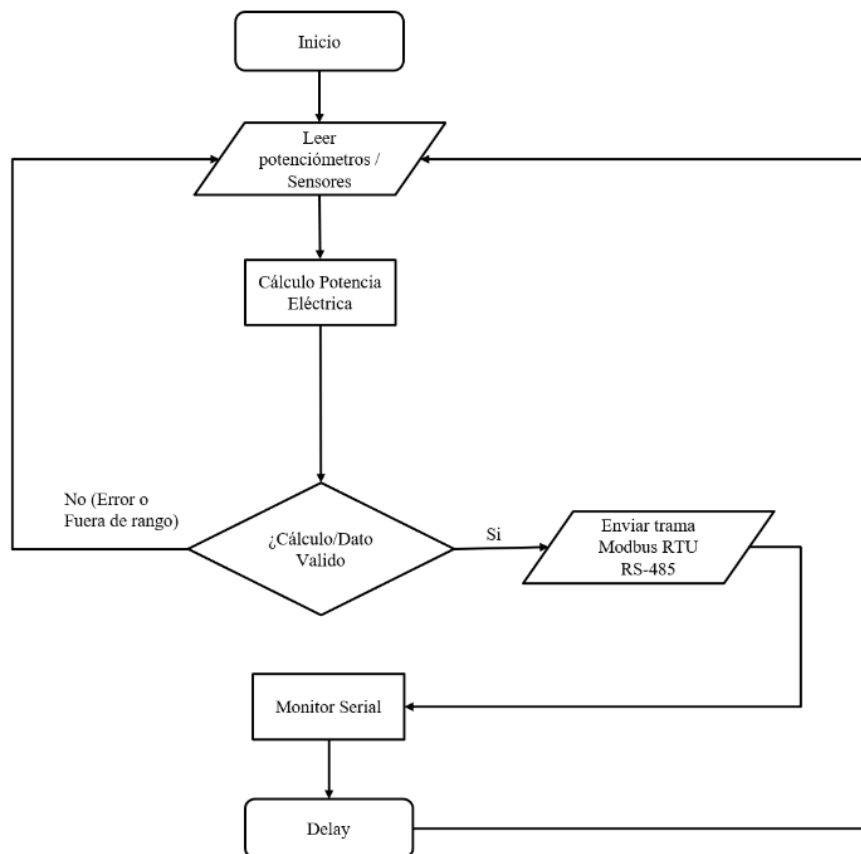 Inicio
Leer
potenciómetros /
Sensores
Cálculo Potencia
Eléctrica
No (Error o
Fuera de rango)
¿Cálculo/Dato
Valido
Si
Enviar trama
Modbus RTU
RS-485
Monitor Serial
Delay